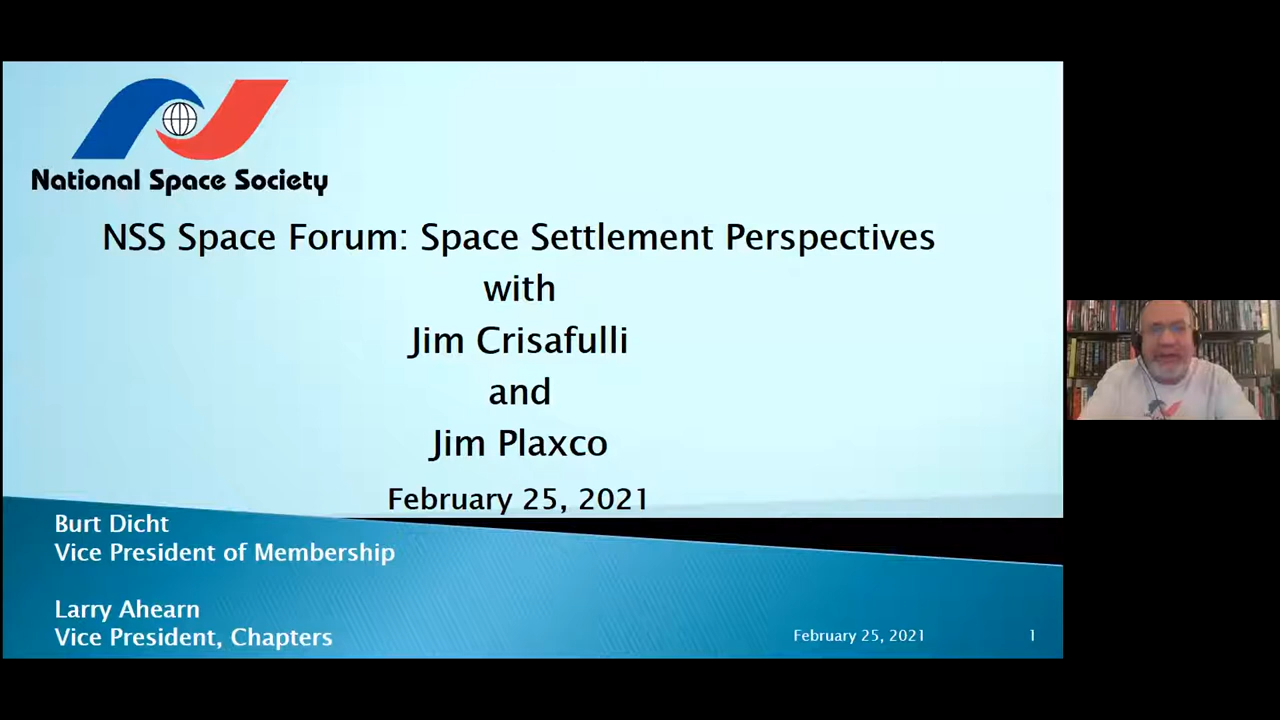 National Space Society
NSS Space Forum: Space Settlement Perspectives
with
Jim Crisafulli
and
Jim Plaxco
February 25, 2021
Burt Dicht
Vice President of Membership
Larry Ahearn
Vice President, Chapters
February 25, 2021
1